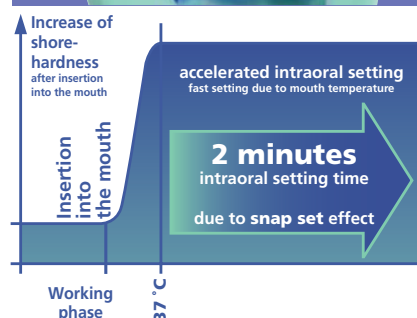 Increase of
shore-
hardness
after insertion
into the mouth
accelerated intraoral setting
fast setting due to mouth temperature
Insertion
into
the mouth
2 minutes
intraoral setting time
due to snap set effect
Working
phase
37 °C